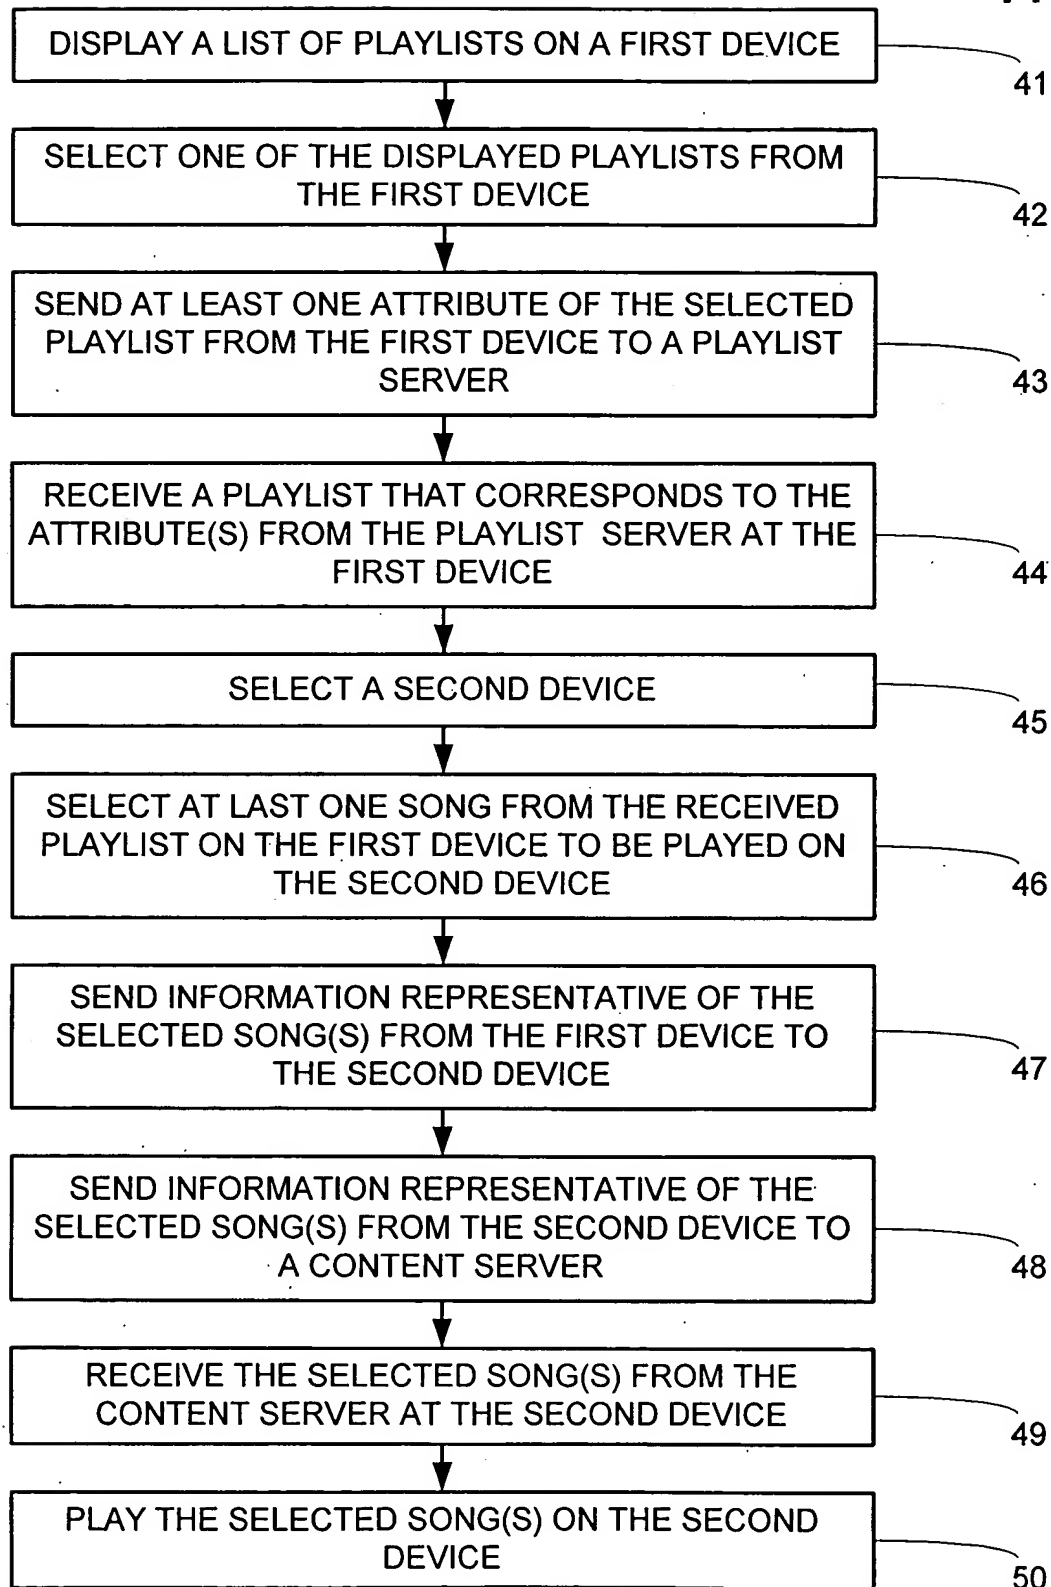 DISPLAY A LIST OF PLAYLISTS ON A FIRST DEVICE
41
SELECT ONE OF THE DISPLAYED PLAYLISTS FROM
THE FIRST DEVICE
42
SEND AT LEAST ONE ATTRIBUTE OF THE SELECTED
PLAYLIST FROM THE FIRST DEVICE TO A PLAYLIST
SERVER
43
RECEIVE A PLAYLIST THAT CORRESPONDS TO THE
ATTRIBUTE(S) FROM THE PLAYLIST SERVER AT THE
FIRST DEVICE
44
SELECT A SECOND DEVICE
45
SELECT AT LAST ONE SONG FROM THE RECEIVED
PLAYLIST ON THE FIRST DEVICE TO BE PLAYED ON
THE SECOND DEVICE
46
SEND INFORMATION REPRESENTATIVE OF THE
SELECTED SONG(S) FROM THE FIRST DEVICE TO
THE SECOND DEVICE
47
SEND INFORMATION REPRESENTATIVE OF THE
SELECTED SONG(S) FROM THE SECOND DEVICE TO
A CONTENT SERVER
48
RECEIVE THE SELECTED SONG(S) FROM THE
CONTENT SERVER AT THE SECOND DEVICE
49
PLAY THE SELECTED SONG(S) ON THE SECOND
DEVICE
50